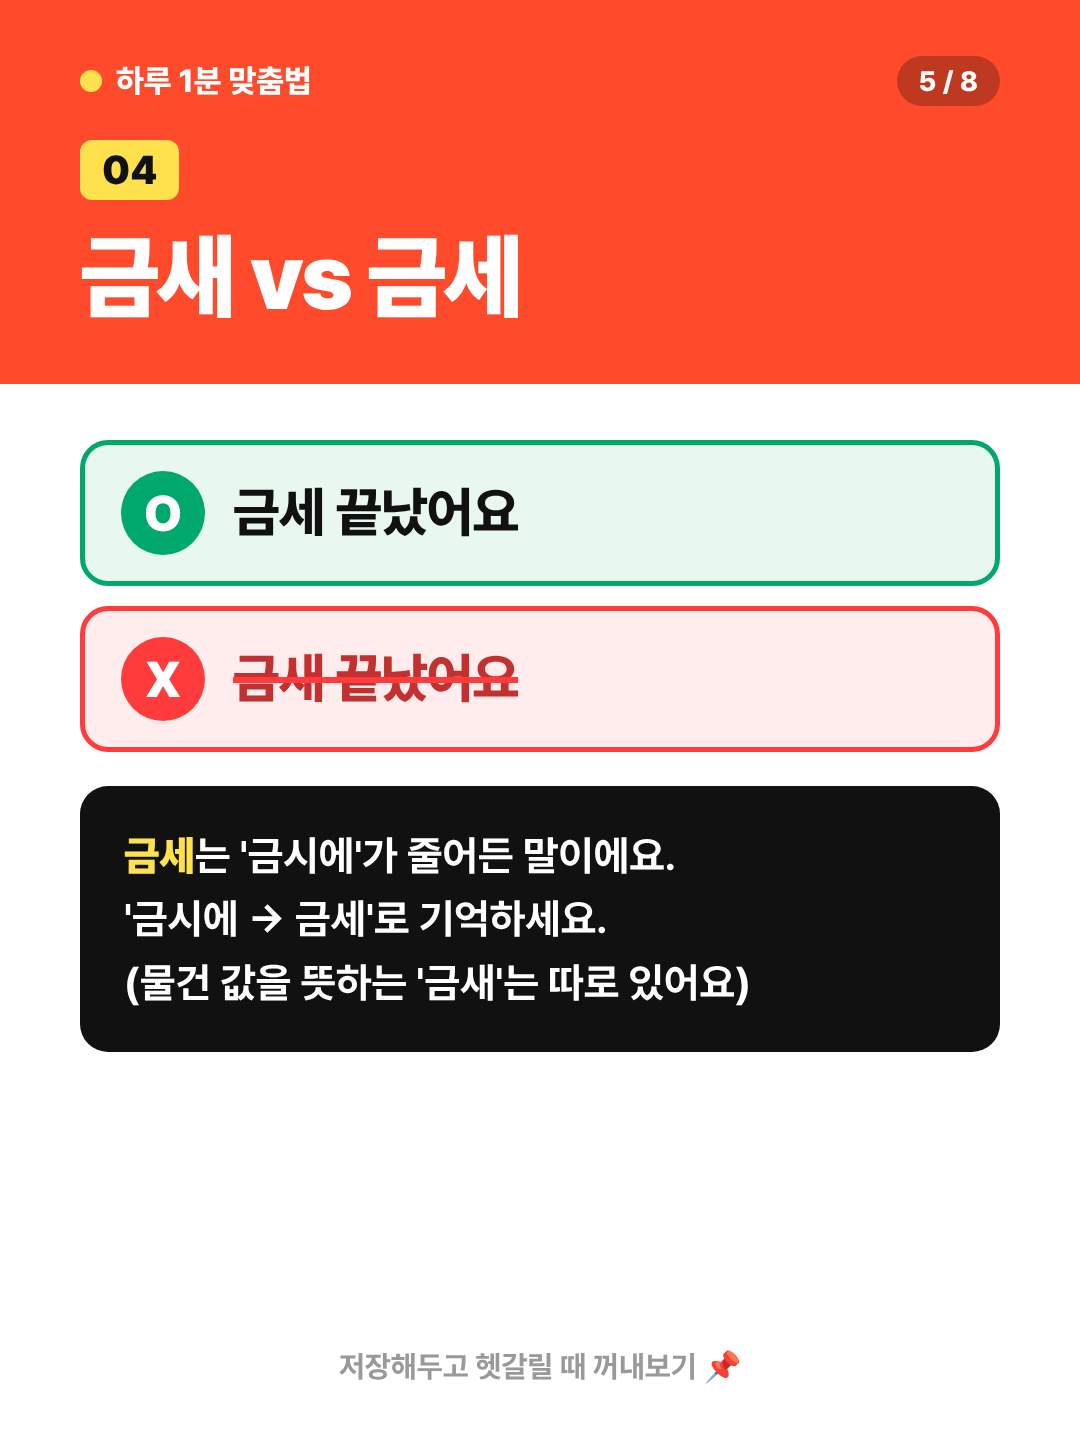 하루 1분 맞춤법
5 / 8
04
금새 vs 금세
O 금세 끝났어요
X 금새 끝났어요
금세는 '금시에'가 줄어든 말이에요.
'금시에 → 금세'로 기억하세요.
(물건 값을 뜻하는 '금새'는 따로 있어요)
저장해두고 헷갈릴 때 꺼내보기 📌